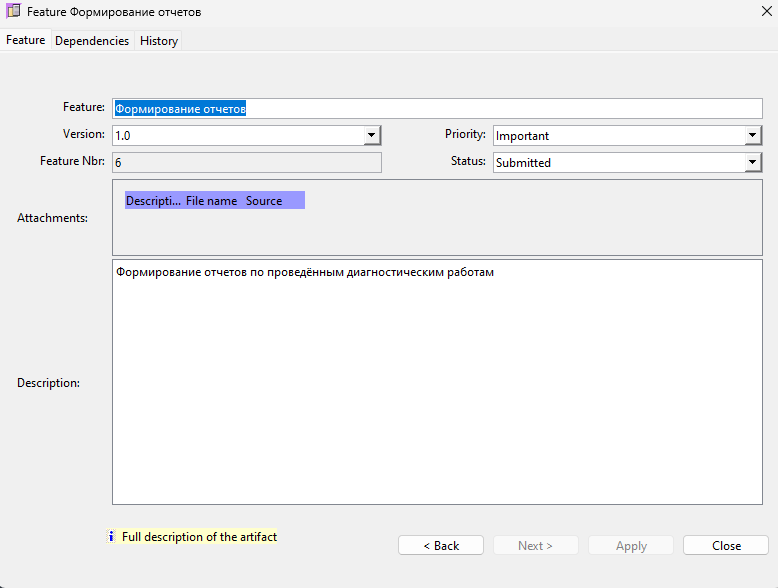 Feature Формирование отчетов
Feature Dependencies History
Feature: Формирование отчетов
Version: 1.0 Priority: Important
Feature Nbr: 6 Status: Submitted
Attachments: Descripti... File name Source
Формирование отчетов по проведённым диагностическим работам
Description:
i Full description of the artifact
< Back Next > Apply Close